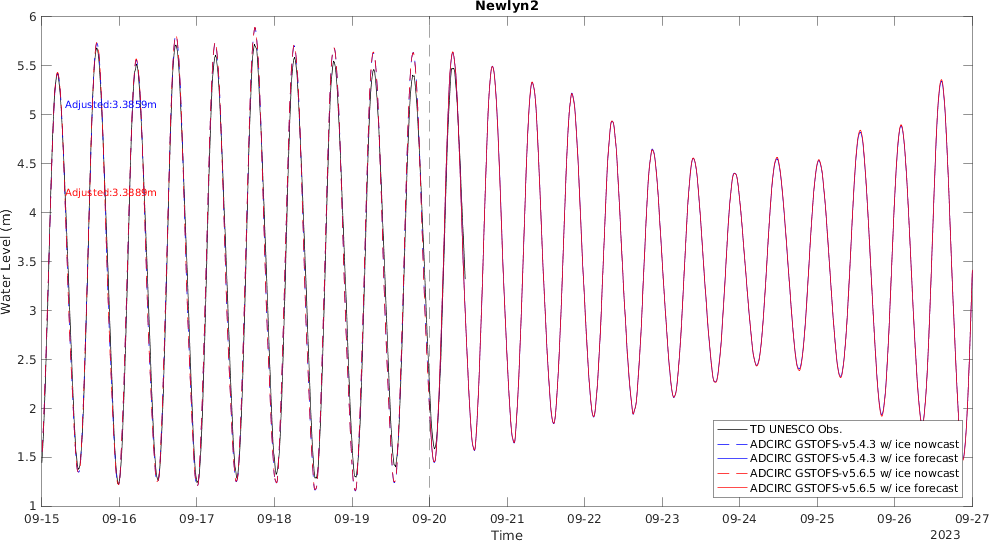 Newlyn2
Water Level (m)
6
5.5
5
4.5
4
3.5
3
2.5
2
1.5
1
Adjusted:3.3859m
Adjusted:3.3389m
TD UNESCO Obs.
ADCIRC GSTOFS-v5.4.3 w/ ice nowcast
ADCIRC GSTOFS-v5.4.3 w/ ice forecast
ADCIRC GSTOFS-v5.6.5 w/ ice nowcast
ADCIRC GSTOFS-v5.6.5 w/ ice forecast
09-15 09-16 09-17 09-18 09-19 09-20 09-21 09-22 09-23 09-24 09-25 09-26 09-27
Time
2023